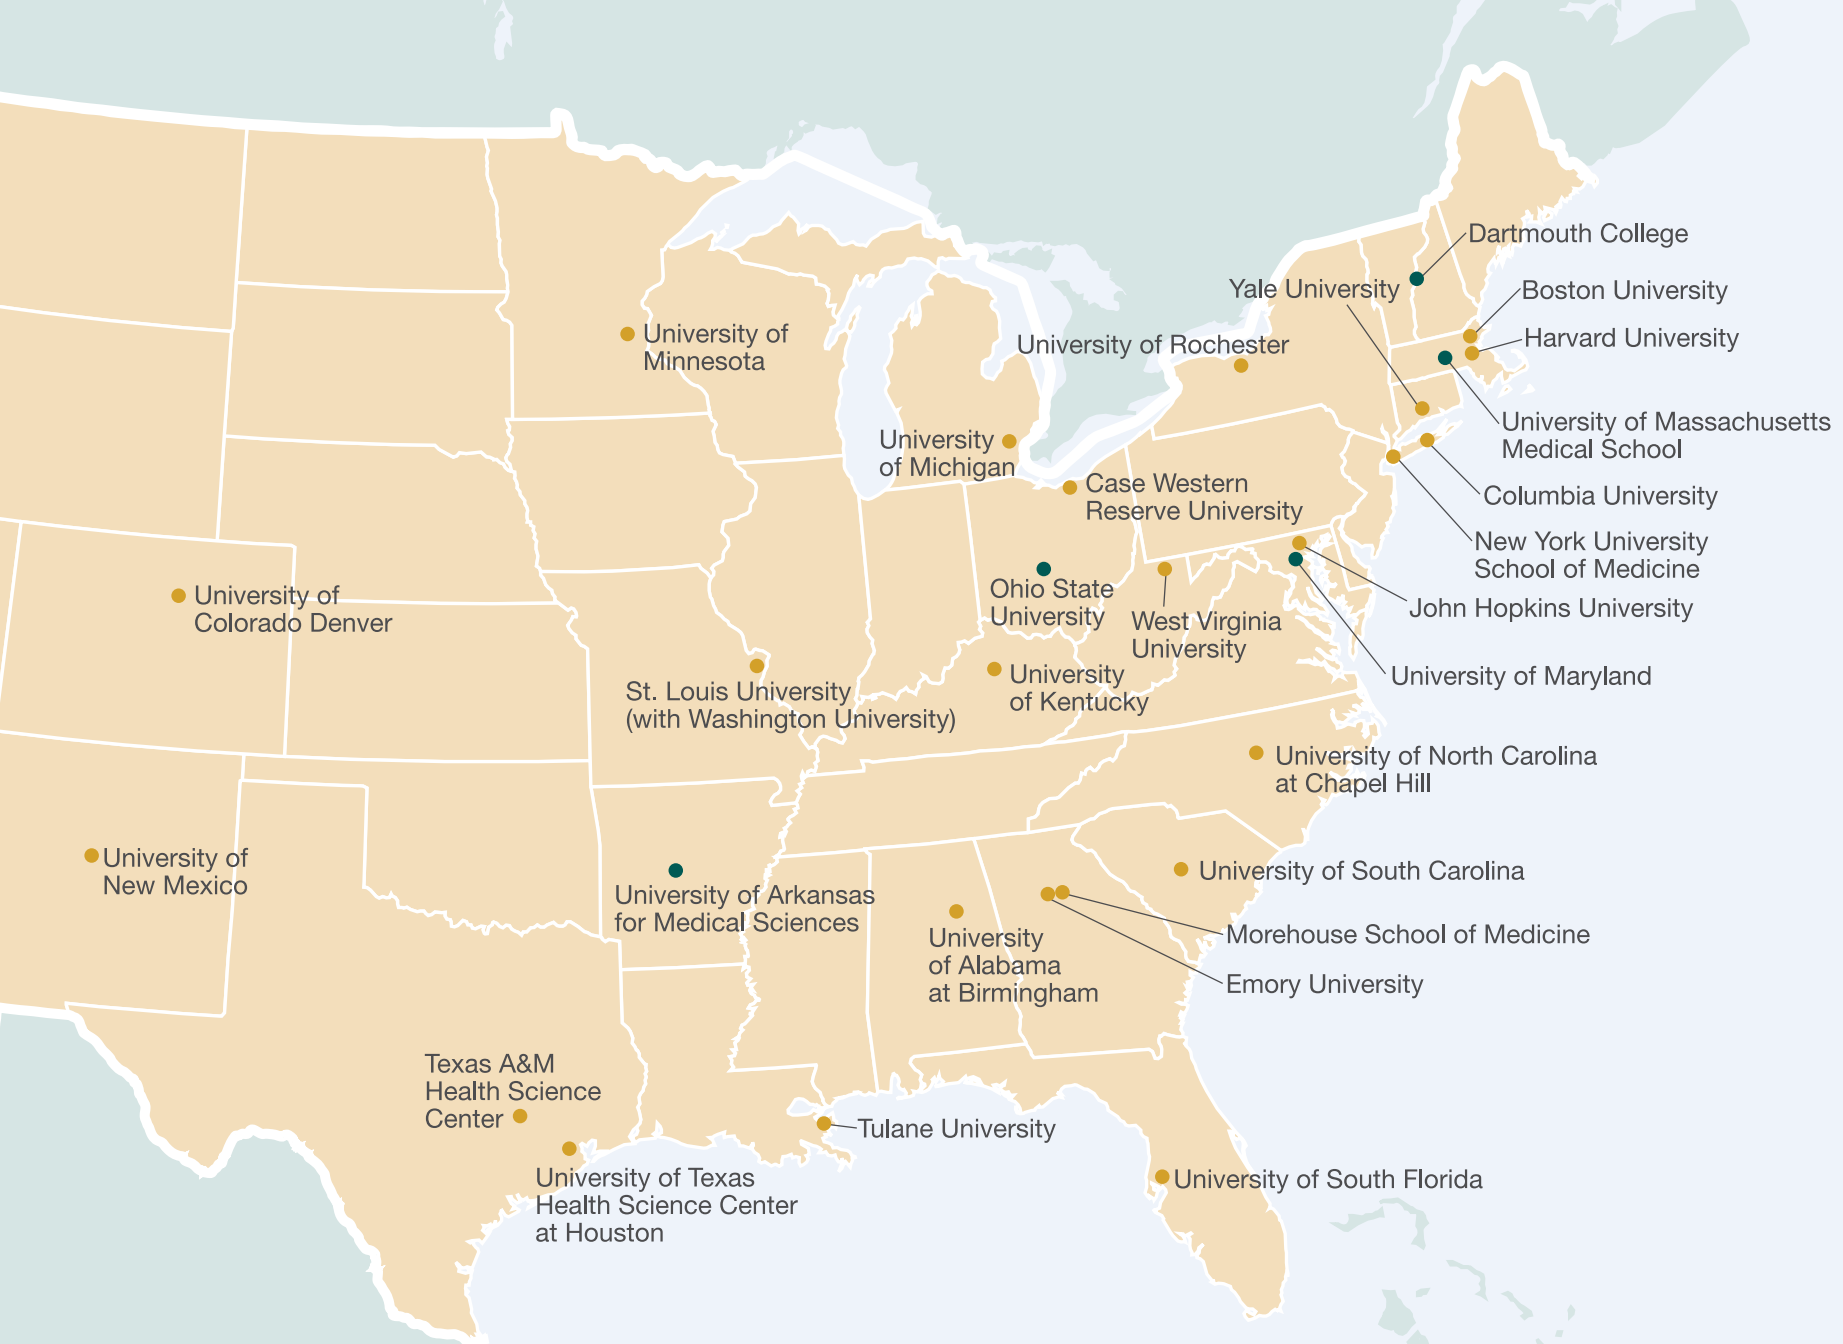 Dartmouth College
Yale University
Boston University
University of Rochester
Harvard University
University of
Minnesota
University of Massachusetts
Medical School
University
of Michigan
Case Western
Reserve University
Columbia University
New York University
School of Medicine
Ohio State
University
West Virginia
University
John Hopkins University
University of
Colorado Denver
University of Maryland
St. Louis University
(with Washington University)
University
of Kentucky
University of North Carolina
at Chapel Hill
University of
New Mexico
University of Arkansas
for Medical Sciences
University of South Carolina
University
of Alabama
at Birmingham
Morehouse School of Medicine
Emory University
Texas A&M
Health Science
Center
Tulane University
University of Texas
Health Science Center
at Houston
University of South Florida